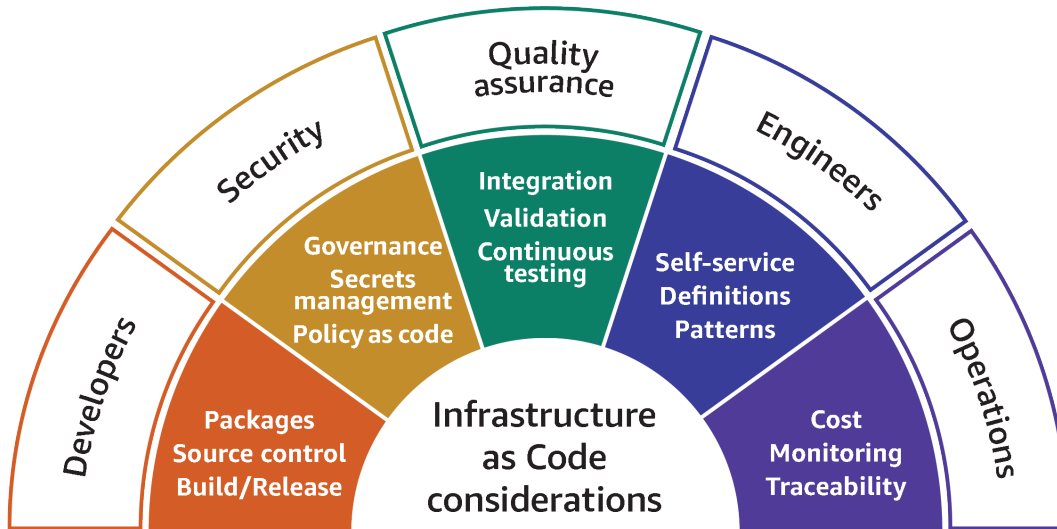 Developers
Packages
Source control
Build/Release
Security
Governance
Secrets
management
Policy as code
Quality
assurance
Integration
Validation
Continuous
testing
Engineers
Self-service
Definitions
Patterns
Operations
Cost
Monitoring
Traceability
Infrastructure
as Code
considerations